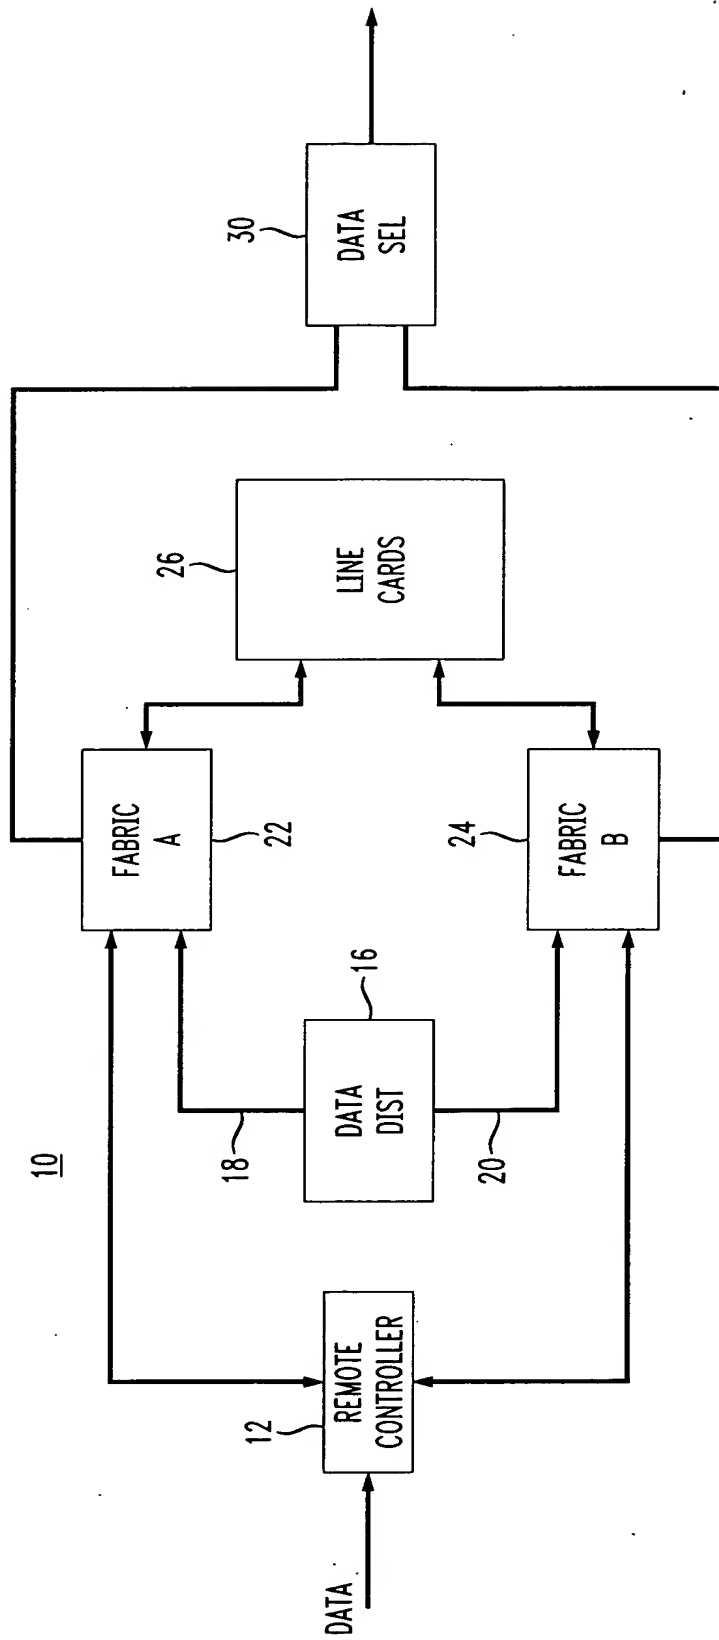 10
DATA
12
REMOTE
CONTROLLER
18
20
DATA
DIST
16
FABRIC
A
22
24
FABRIC
B
26
LINE
CARDS
30
DATA
SEL